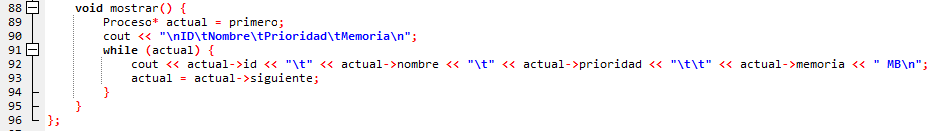 88 void mostrar() {
89 Proceso* actual = primero;
90 cout << "\nID\tNombre\tPrioridad\tMemoria\n";
91 while (actual) {
92 cout << actual->id << "\t" << actual->nombre << "\t" << actual->prioridad << "\t\t" << actual->memoria << " MB\n";
93 actual = actual->siguiente;
94 }
95 }
96 };